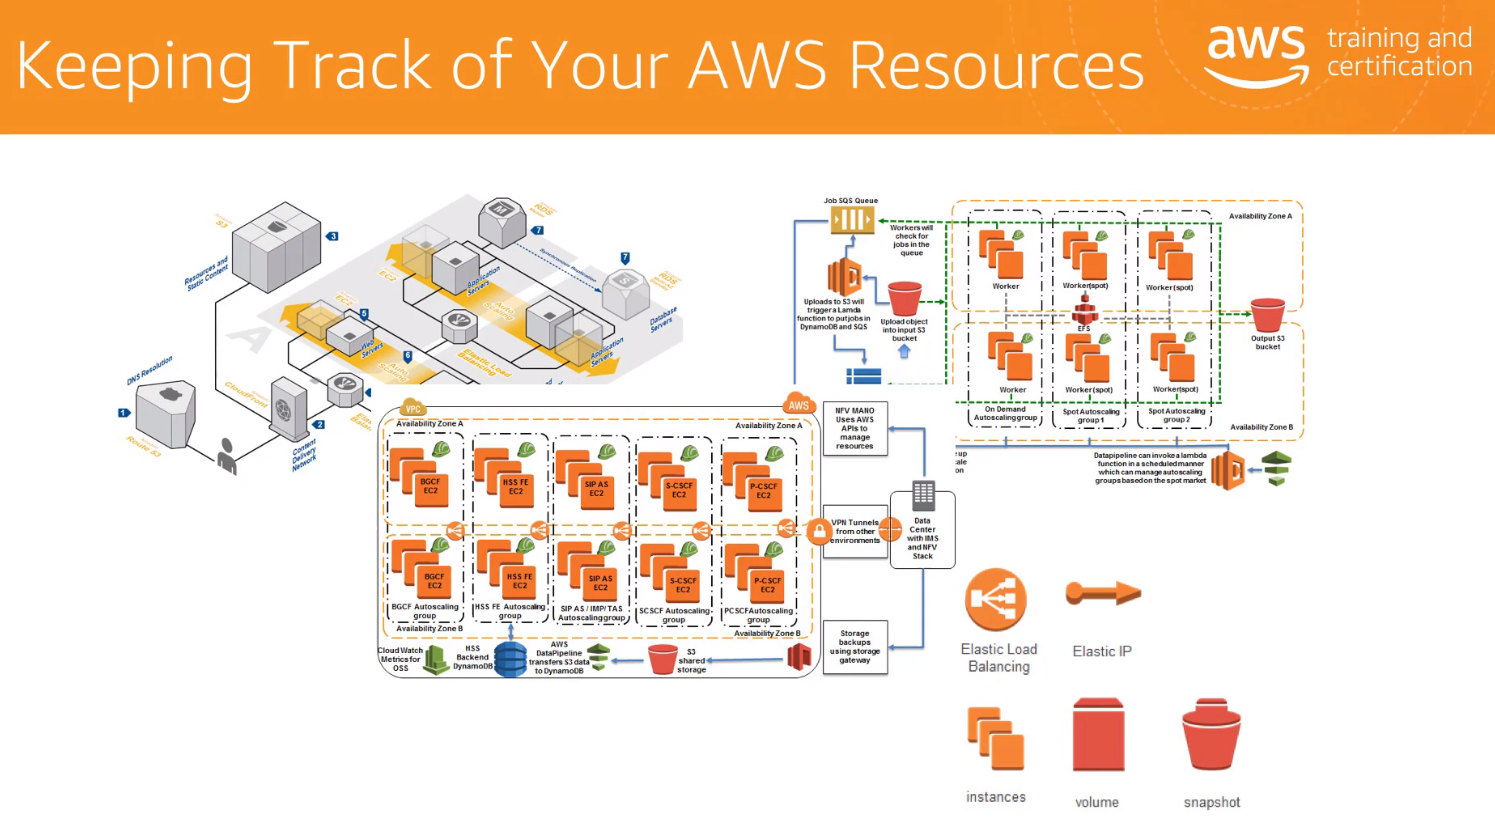 Keeping Track of Your AWS Resources
aws
training and
certification
S3
Resources and
Static Content
3
7
RDS
Synchronous Replication
7
RDS
Database
Servers
EC2
Application
Servers
Auto
Scaling
Application
Servers
EC2
5
Web
Servers
Auto
Scaling
6
Elastic Load
Balancing
A
DNS Resolution
1
Route 53
CloudFront
2
Content
Delivery
Network
Job SQS Queue
Workers will
check for
jobs in the
queue
Uploads to S3 will
trigger a Lamda
function to put jobs in
DynamoDB and SQS
Upload object
into input S3
bucket
Availability Zone A
Worker
Worker(spot)
Worker(spot)
EFS
Output S3
bucket
Worker
Worker(spot)
Worker(spot)
On Demand
Autoscaling group
Spot Autoscaling
group 1
Spot Autoscaling
group 2
Availability Zone B
Datapipeline can invoke a lambda
function in a scheduled manner
which can manage autoscaling
groups based on the spot market
VPC
AWS
Availability Zone A
Availability Zone A
BGCF
EC2
HSS FE
EC2
SIP AS
EC2
S-CSCF
EC2
P-CSCF
EC2
BGCF
EC2
HSS FE
EC2
SIP AS
EC2
S-CSCF
EC2
P-CSCF
EC2
BGCF Autoscaling
group
HSS FE Autoscaling
group
SIP AS / IMP/TAS
Autoscaling group
SCSCF Autoscaling
group
PCSCF Autoscaling
group
Availability Zone B
Availability Zone B
Cloud Watch
Metrics for
OSS
HSS
Backend
DynamoDB
AWS
DataPipeline
transfers S3 data
to DynamoDB
S3
shared
storage
NFV MANO
Uses AWS
APIs to
manage
resources
VPN Tunnels
from other
environments
Data
Center
with IMS
and NFV
Stack
Storage
backups
using storage
gateway
Elastic Load
Balancing
Elastic IP
instances
volume
snapshot